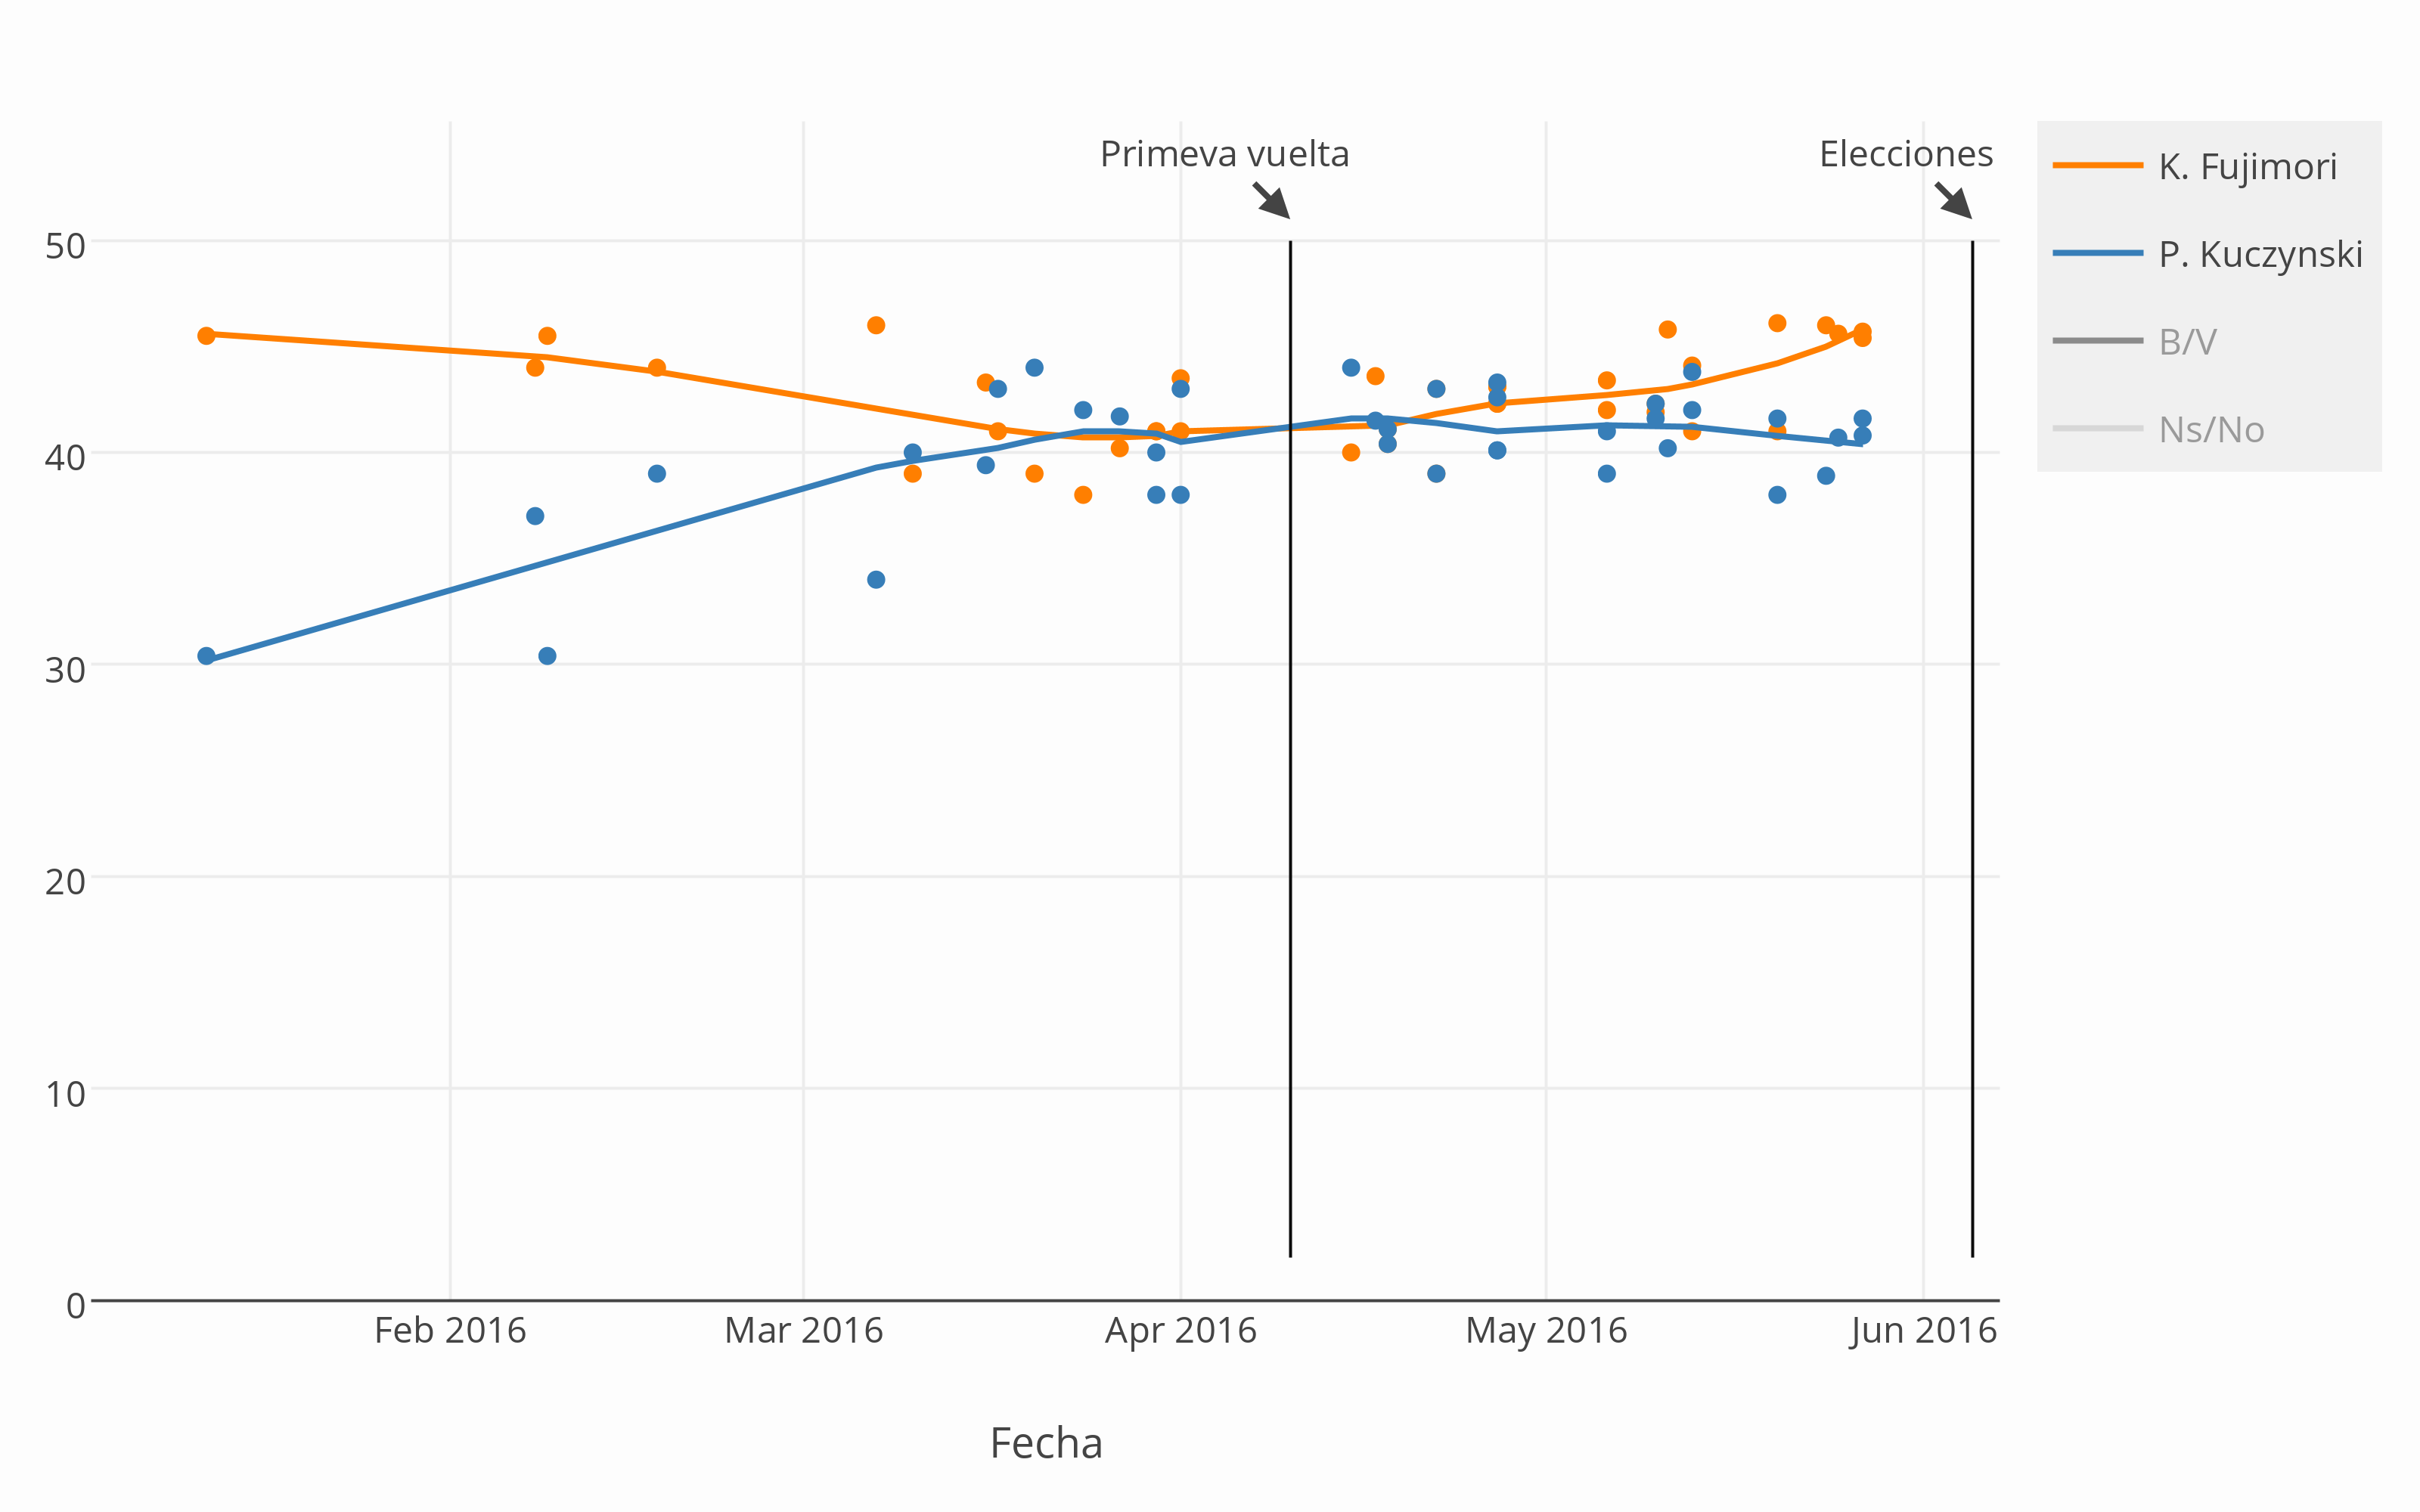 Primeva vuelta
Elecciones
K. Fujimori
P. Kuczynski
B/V
Ns/No
50
40
30
20
10
0
Feb 2016
Mar 2016
Apr 2016
May 2016
Jun 2016
Fecha